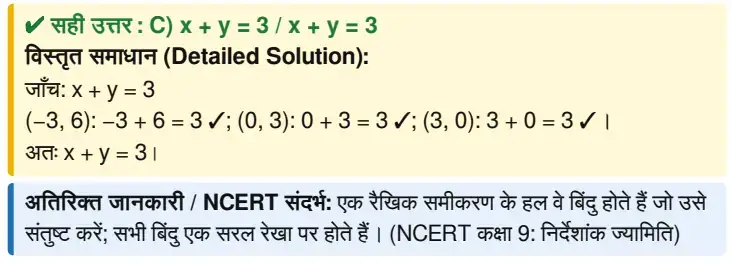 ✔ सही उत्तर : C) x + y = 3 / x + y = 3
विस्तृत समाधान (Detailed Solution):
जाँच: x + y = 3
(−3, 6): −3 + 6 = 3 ✓; (0, 3): 0 + 3 = 3 ✓; (3, 0): 3 + 0 = 3 ✓ ।
अतः x + y = 3।
अतिरिक्त जानकारी / NCERT संदर्भ: एक रैखिक समीकरण के हल वे बिंदु होते हैं जो उसे
संतुष्ट करें; सभी बिंदु एक सरल रेखा पर होते हैं । (NCERT कक्षा 9: निर्देशांक ज्यामिति)